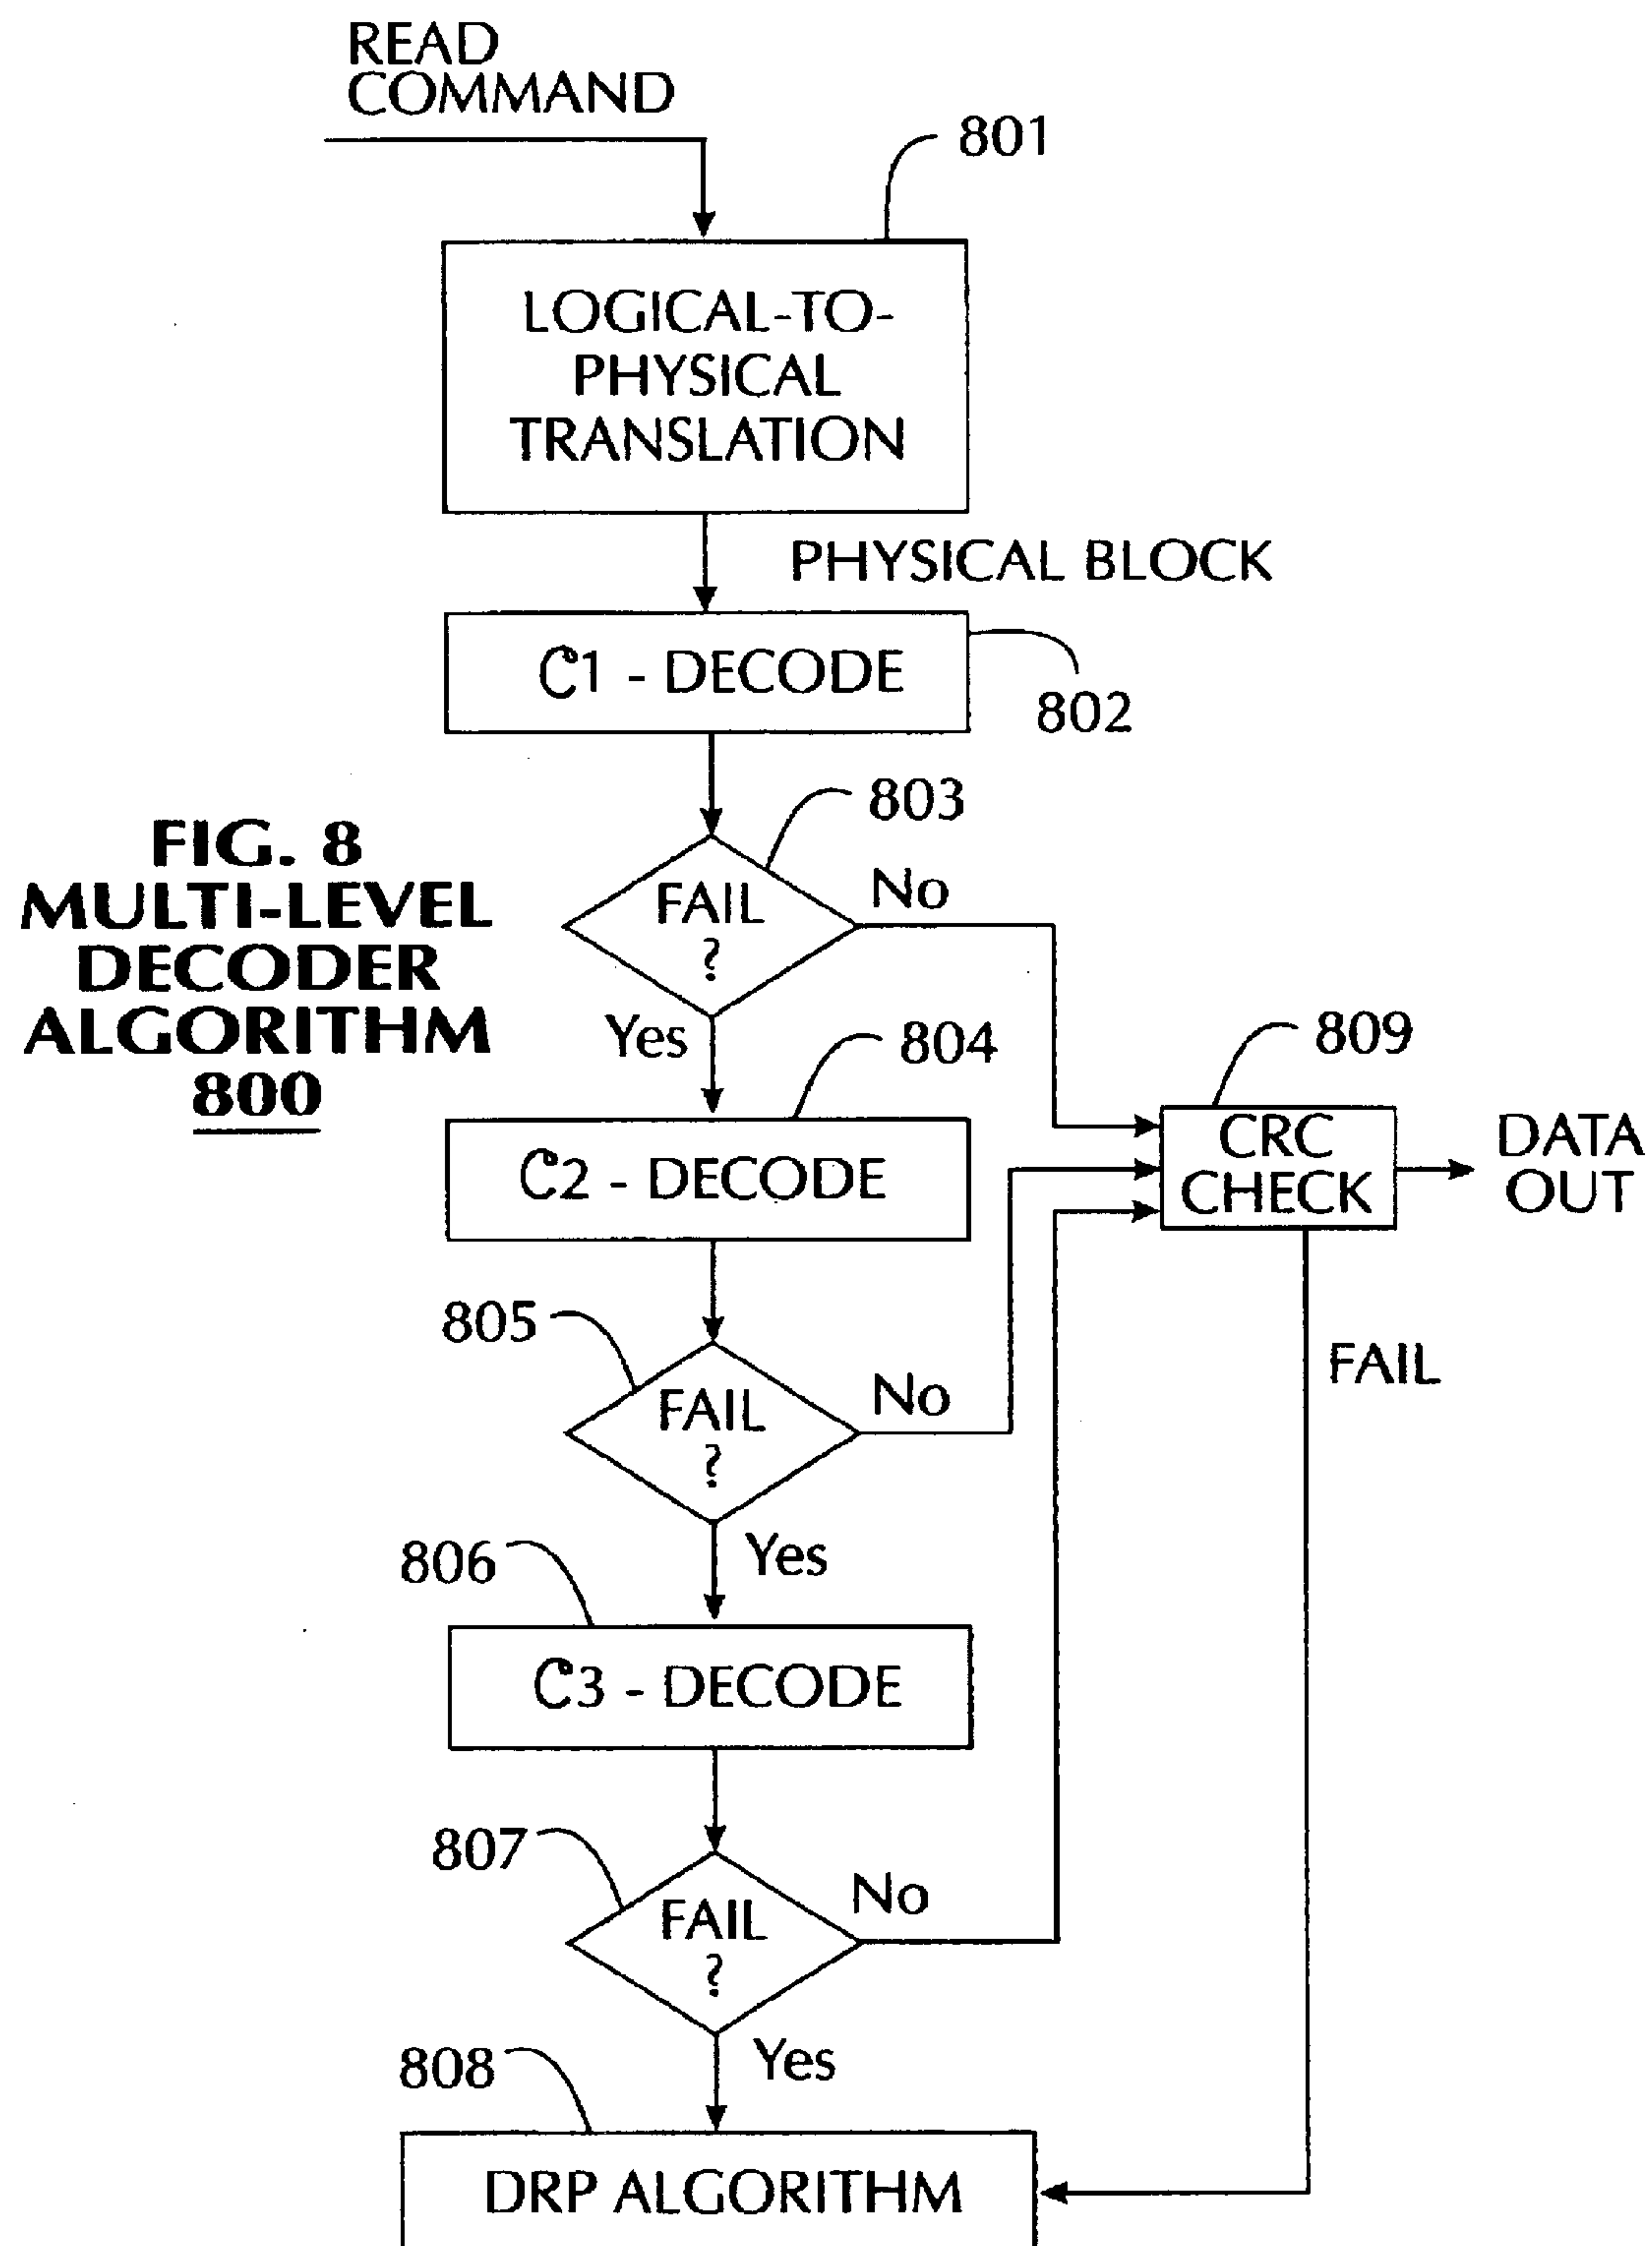 READ
COMMAND
801
LOGICAL-TO-
PHYSICAL
TRANSLATION
PHYSICAL BLOCK
C1 - DECODE
802
803
FAIL
?
No
Yes
FIG. 8
MULTI-LEVEL
DECODER
ALGORITHM
800
804
C2 - DECODE
809
CRC
CHECK
DATA
OUT
805
FAIL
?
No
Yes
FAIL
806
C3 - DECODE
807
FAIL
?
No
Yes
808
DRP ALGORITHM